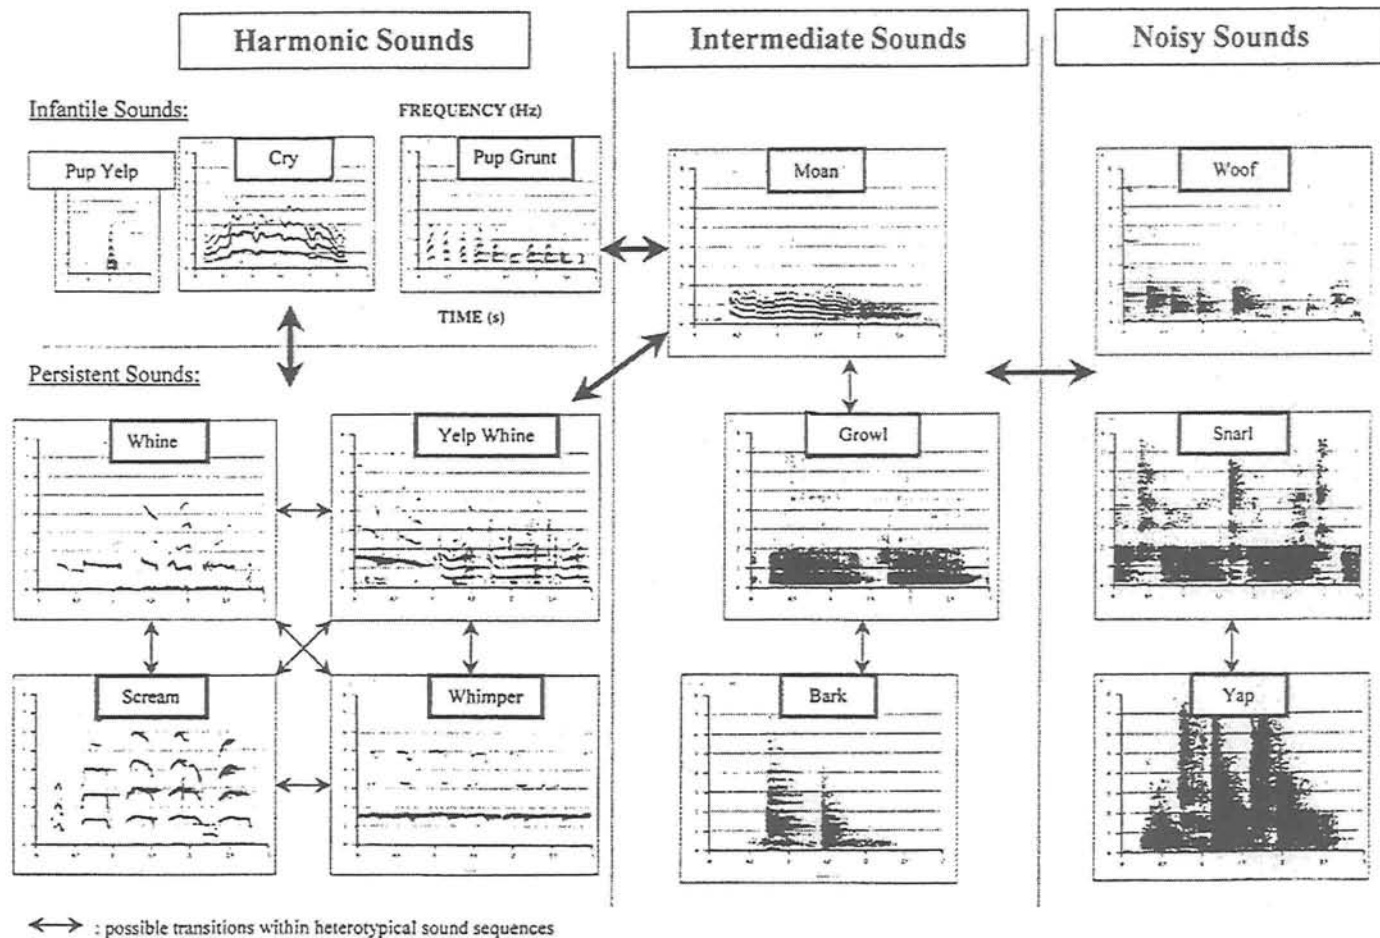 Harmonic Sounds
Intermediate Sounds
Noisy Sounds
Infantile Sounds:
FREQUENCY (Hz)
Pup Yelp
Cry
Pup Grunt
Moan
Woof
TIME (s)
Persistent Sounds:
Whine
Yelp Whine
Growl
Snarl
Scream
Whimper
Bark
Yap
: possible transitions within heterotypical sound sequences